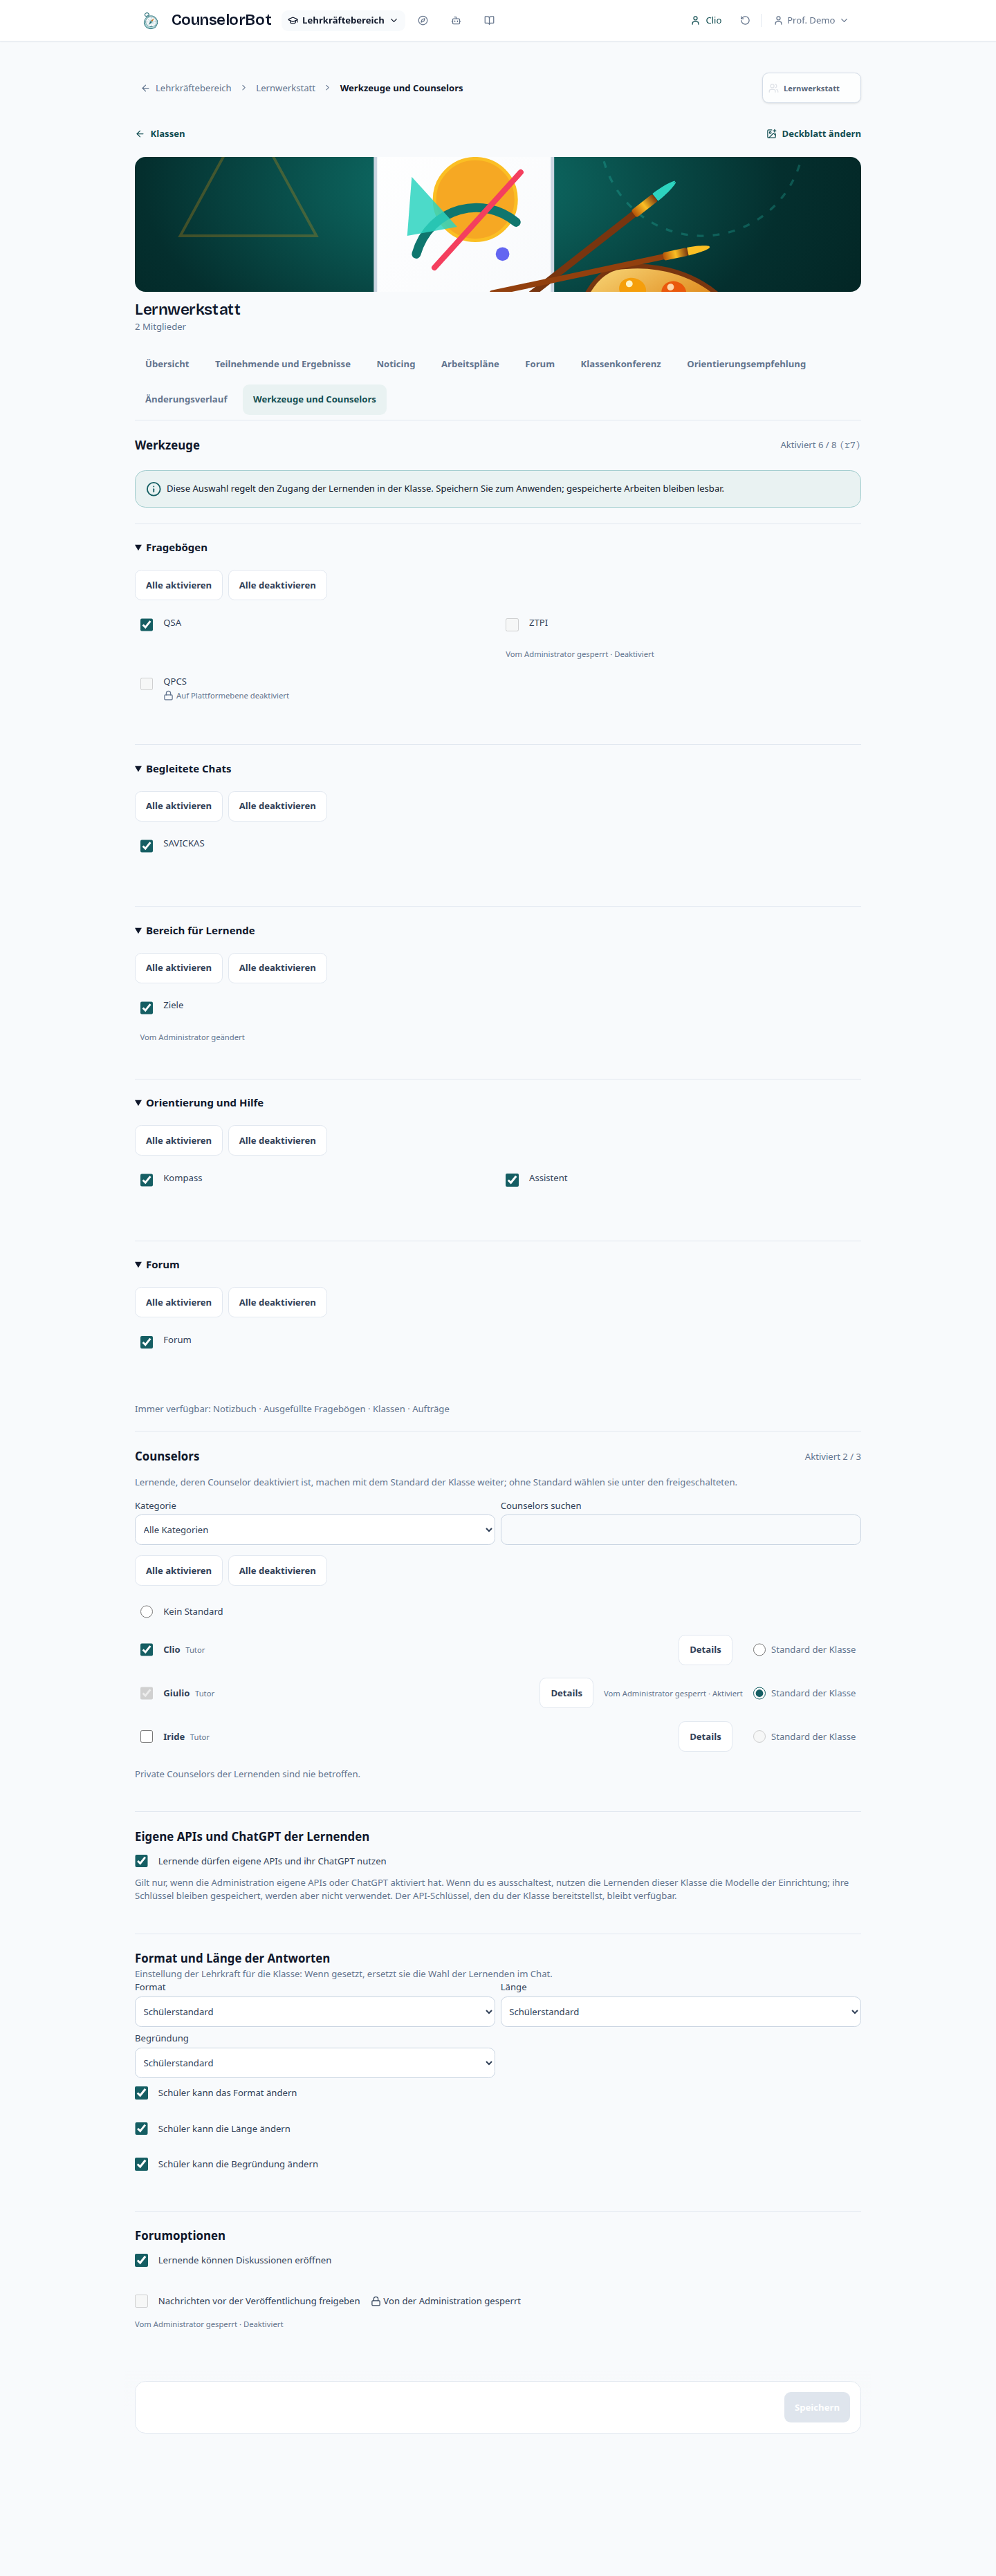 CounselorBot Lehrkräftebereich Clio Prof. Demo
Lehrkräftebereich Lernwerkstatt Werkzeuge und Counselors Lernwerkstatt
Klassen Deckblatt ändern
Lernwerkstatt
2 Mitglieder
Übersicht Teilnehmende und Ergebnisse Noticing Arbeitspläne Forum Klassenkonferenz Orientierungsempfehlung
Änderungsverlauf Werkzeuge und Counselors
Werkzeuge Aktiviert 6 / 8 (r7)
Diese Auswahl regelt den Zugang der Lernenden in der Klasse. Speichern Sie zum Anwenden; gespeicherte Arbeiten bleiben lesbar.
Fragebögen
Alle aktivieren Alle deaktivieren
QSA ZTPI
Vom Administrator gesperrt · Deaktiviert
QPCS
Auf Plattformebene deaktiviert
Begleitete Chats
Alle aktivieren Alle deaktivieren
SAVICKAS
Bereich für Lernende
Alle aktivieren Alle deaktivieren
Ziele
Vom Administrator geändert
Orientierung und Hilfe
Alle aktivieren Alle deaktivieren
Kompass Assistent
Forum
Alle aktivieren Alle deaktivieren
Forum
Immer verfügbar: Notizbuch · Ausgefüllte Fragebögen · Klassen · Aufträge
Counselors Aktiviert 2 / 3
Lernende, deren Counselor deaktiviert ist, machen mit dem Standard der Klasse weiter; ohne Standard wählen sie unter den freigeschalteten.
Kategorie Counselors suchen
Alle Kategorien
Alle aktivieren Alle deaktivieren
Kein Standard
Clio Tutor Details Standard der Klasse
Giulio Tutor Details Vom Administrator gesperrt · Aktiviert Standard der Klasse
Iride Tutor Details Standard der Klasse
Private Counselors der Lernenden sind nie betroffen.
Eigene APIs und ChatGPT der Lernenden
Lernende dürfen eigene APIs und ihr ChatGPT nutzen
Gilt nur, wenn die Administration eigene APIs oder ChatGPT aktiviert hat. Wenn du es ausschaltest, nutzen die Lernenden dieser Klasse die Modelle der Einrichtung; ihre
Schlüssel bleiben gespeichert, werden aber nicht verwendet. Der API-Schlüssel, den du der Klasse bereitstellst, bleibt verfügbar.
Format und Länge der Antworten
Einstellung der Lehrkraft für die Klasse: Wenn gesetzt, ersetzt sie die Wahl der Lernenden im Chat.
Format Länge
Schülerstandard Schülerstandard
Begründung
Schülerstandard
Schüler kann das Format ändern
Schüler kann die Länge ändern
Schüler kann die Begründung ändern
Forumoptionen
Lernende können Diskussionen eröffnen
Nachrichten vor der Veröffentlichung freigeben Von der Administration gesperrt
Vom Administrator gesperrt · Deaktiviert
Speichern